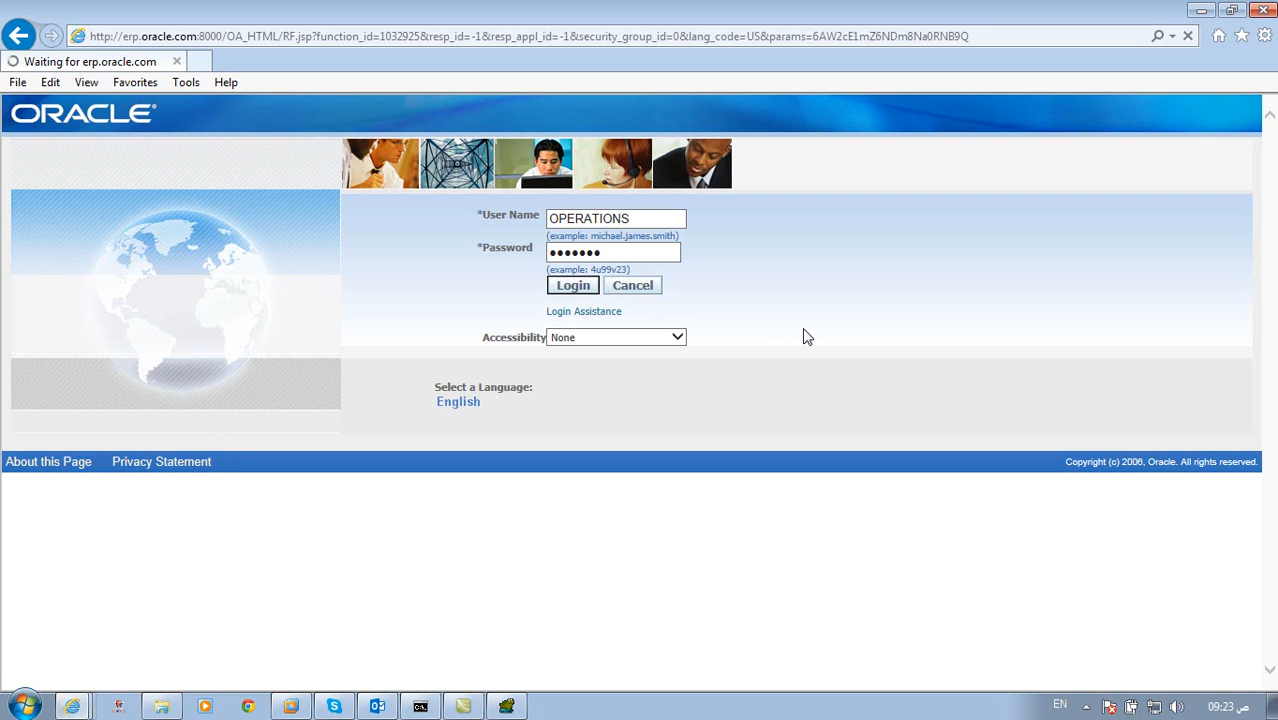 http://erp.oracle.com:8000/OA_HTML/RF.jsp?function_id=1032925&resp_id=-1&resp_appl_id=-1&security_group_id=0&lang_code=US&params=6AW2cE1mZ6NDm8Na0RNB9Q
Waiting for erp.oracle.com
File Edit View Favorites Tools Help
ORACLE®
*User Name OPERATIONS
(example: michael.james.smith)
*Password
(example: 4u99v23)
Login Cancel
Login Assistance
Accessibility None
Select a Language:
English
About this Page Privacy Statement Copyright (c) 2006, Oracle. All rights reserved.
EN 09:23 ص